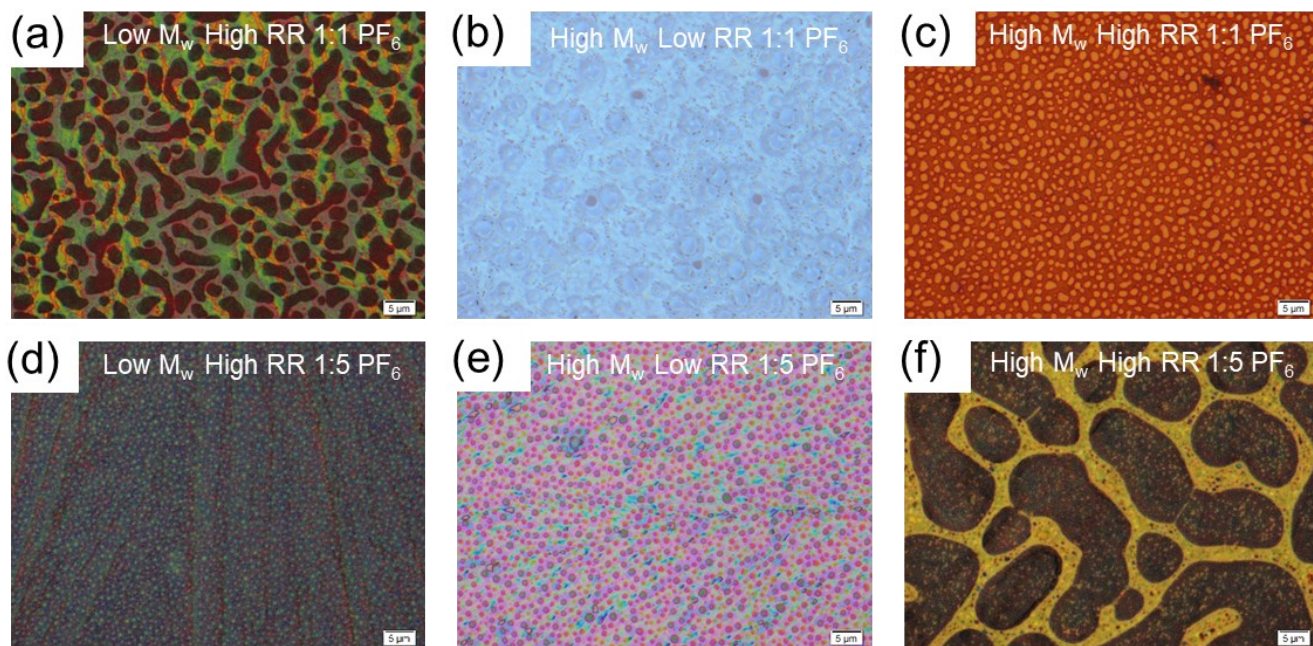 (a) Low Mw High RR 1:1 PF6
(b) High Mw Low RR 1:1 PF6
(c) High Mw High RR 1:1 PF6
5 μm
5 μm
5 μm
(d) Low Mw High RR 1:5 PF6
(e) High Mw Low RR 1:5 PF6
(f) High Mw High RR 1:5 PF6
5 μm
5 μm
5 μm